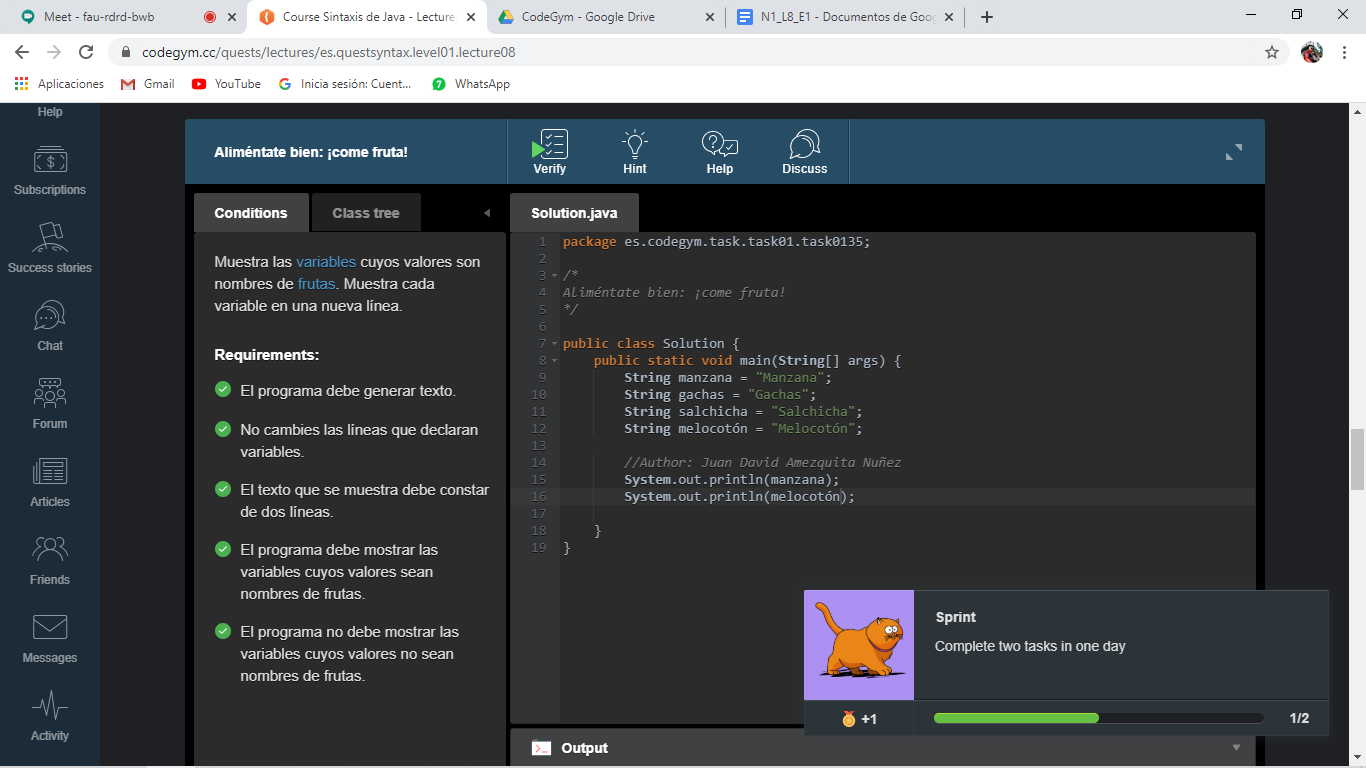 Meet - fau-rdrd-bwb
Course Sintaxis de Java - Lecture
CodeGym - Google Drive
N1_L8_E1 - Documentos de Goo
codegym.cc/quests/lectures/es.questsyntax.level01.lecture08
Aplicaciones
Gmail
YouTube
Inicia sesión: Cuent...
WhatsApp
Help
Subscriptions
Success stories
Chat
Forum
Articles
Friends
Messages
Activity
Aliméntate bien: ¡come fruta!
Verify
Hint
Help
Discuss
Conditions
Class tree
Muestra las variables cuyos valores son
nombres de frutas. Muestra cada
variable en una nueva línea.
Requirements:
El programa debe generar texto.
No cambies las líneas que declaran
variables.
El texto que se muestra debe constar
de dos líneas.
El programa debe mostrar las
variables cuyos valores sean
nombres de frutas.
El programa no debe mostrar las
variables cuyos valores no sean
nombres de frutas.
Solution.java
1 package es.codegym.task.task01.task0135;
2
3 /*
4 Aliméntate bien: ¡come fruta!
5 */
6
7 public class Solution {
8 public static void main(String[] args) {
9 String manzana = "Manzana";
10 String gachas = "Gachas";
11 String salchicha = "Salchicha";
12 String melocotón = "Melocotón";
13
14 //Author: Juan David Amezquita Nuñez
15 System.out.println(manzana);
16 System.out.println(melocotón);
17
18 }
19 }
Sprint
Complete two tasks in one day
+1
1/2
Output